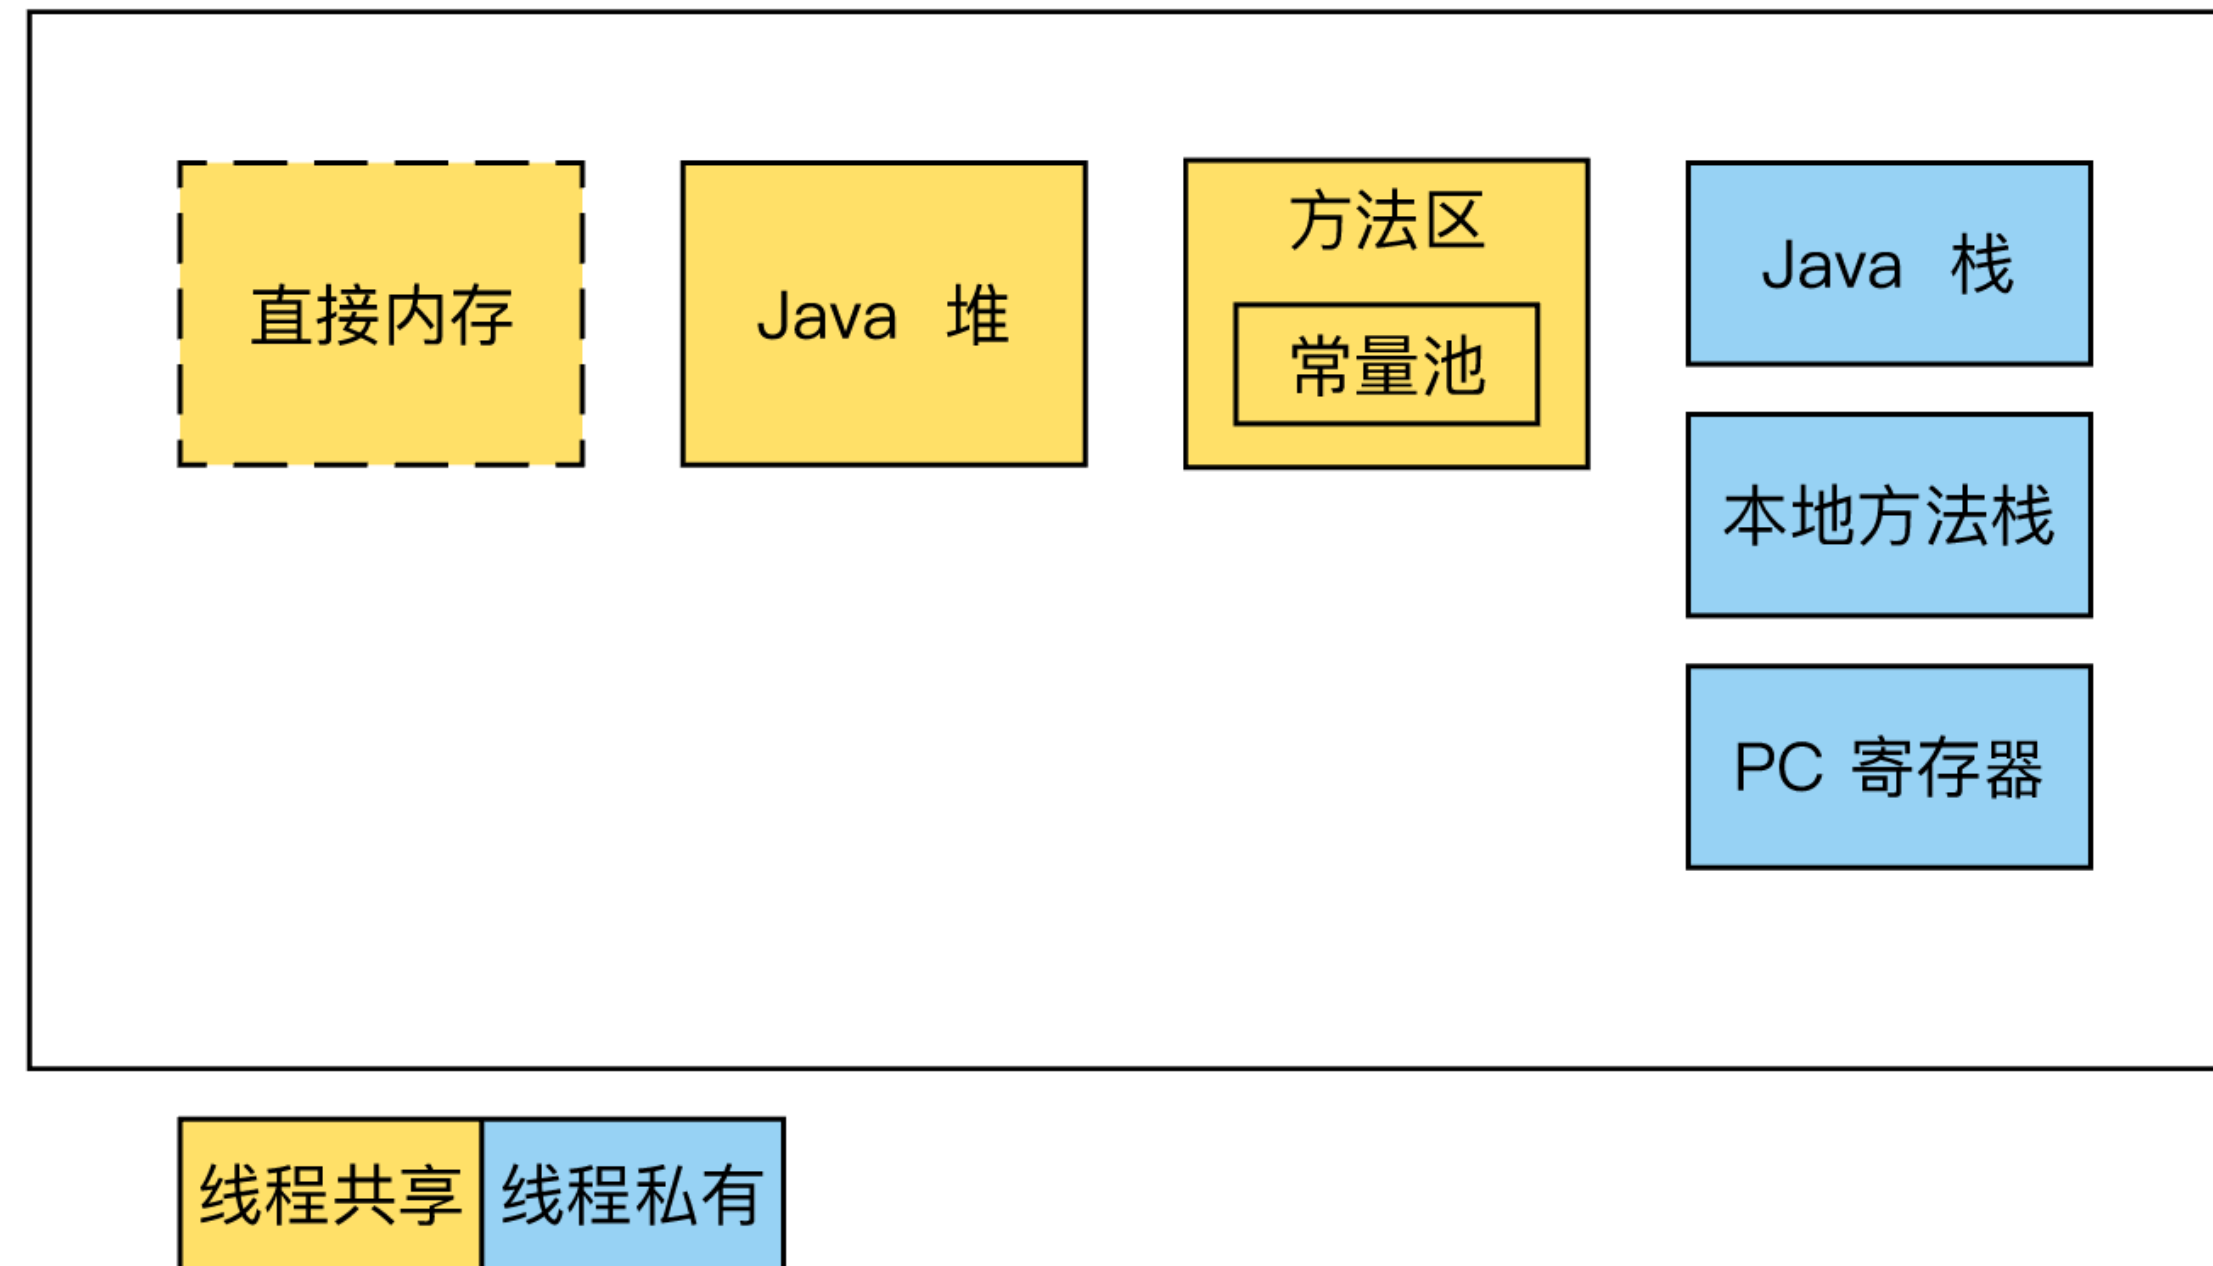 直接内存
Java 堆
方法区
常量池
Java 栈
本地方法栈
PC 寄存器
线程共享
线程私有